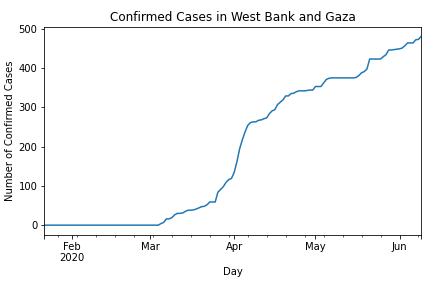 Confirmed Cases in West Bank and Gaza
Number of Confirmed Cases
500
400
300
200
100
0
Feb
2020
Mar
Apr
May
Jun
Day